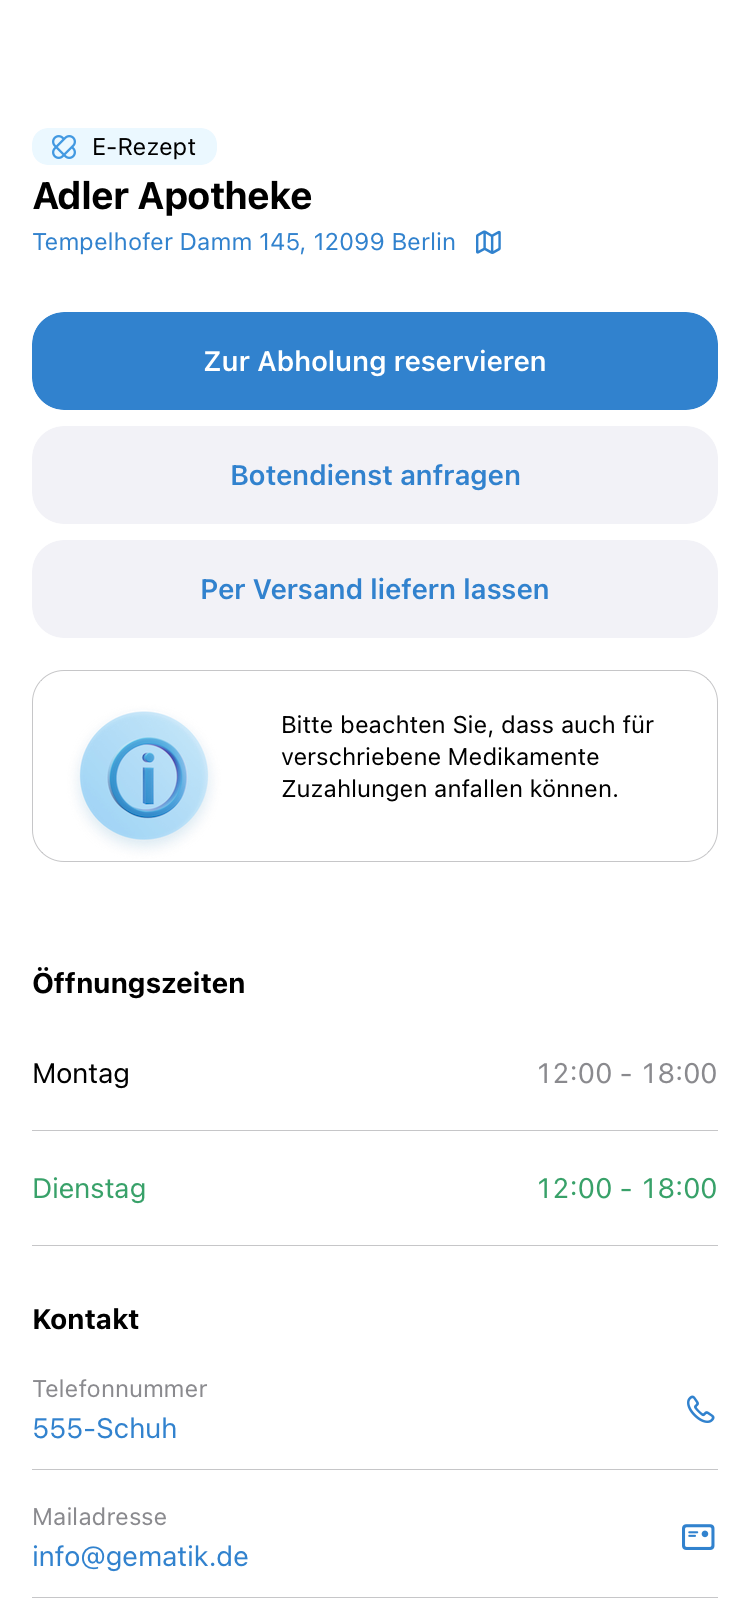 E-Rezept
Adler Apotheke
Tempelhofer Damm 145, 12099 Berlin
Zur Abholung reservieren
Botendienst anfragen
Per Versand liefern lassen
Bitte beachten Sie, dass auch für
verschriebene Medikamente
Zuzahlungen anfallen können.
Öffnungszeiten
Montag 12:00 - 18:00
Dienstag 12:00 - 18:00
Kontakt
Telefonnummer
555-Schuh
Mailadresse
info@gematik.de